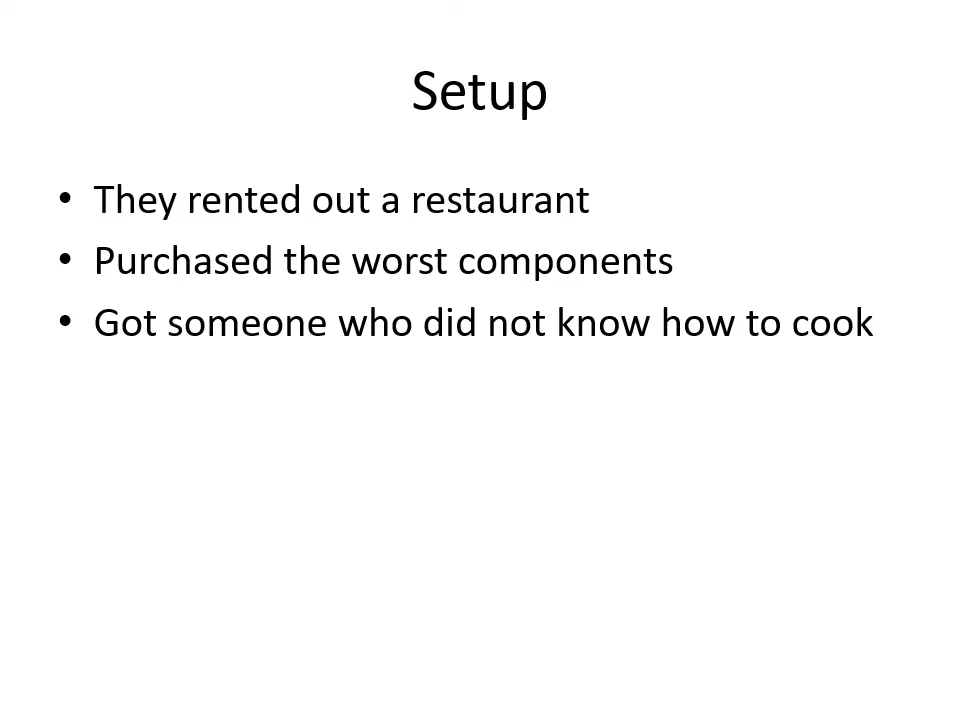 Setup
• They rented out a restaurant
• Purchased the worst components
• Got someone who did not know how to cook